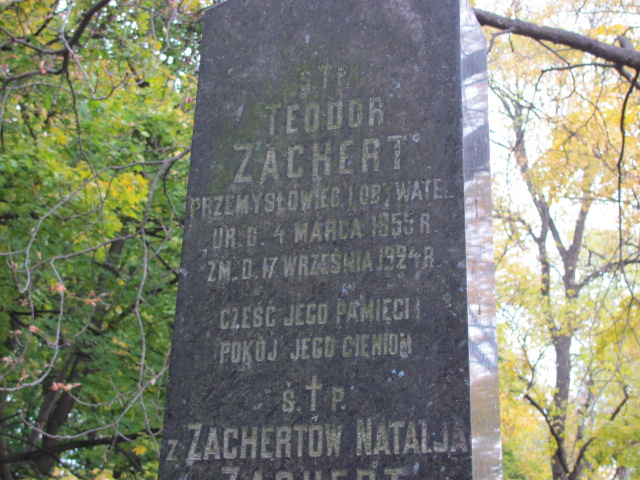 Ś.†P.
TEODOR
ZACHERT
PRZEMYSŁOWIEC I OBYWATEL
UR. D. 4 MARCA 1855 R.
ZM. D. 17 WRZEŚNIA 1924 R.
CZEŚĆ JEGO PAMIĘCI I
POKÓJ JEGO CIENIOM
Ś.†P.
Z ZACHERTÓW NATALJA
ZACHERT